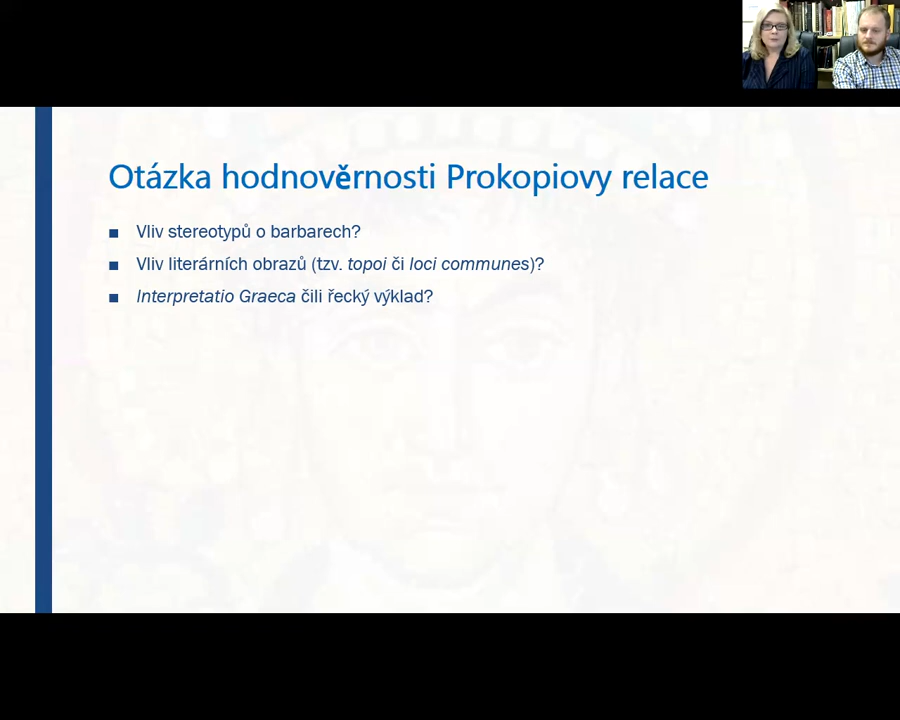 Otázka hodnověrnosti Prokopiovy relace
Vliv stereotypů o barbarech?
Vliv literárních obrazů (tzv. topoi či loci communes)?
Interpretatio Graeca čili řecký výklad?